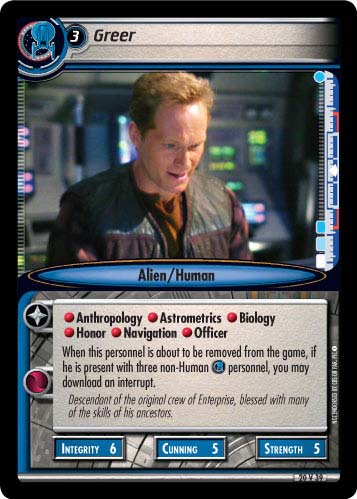 3 Greer
Alien/Human
Anthropology Astrometrics Biology
Honor Navigation Officer
When this personnel is about to be removed from the game, if
he is present with three non-Human personnel, you may
download an interrupt.
Descendant of the original crew of Enterprise, blessed with many
of the skills of his ancestors.
INTEGRITY 6 CUNNING 5 STRENGTH 5
20 V 39